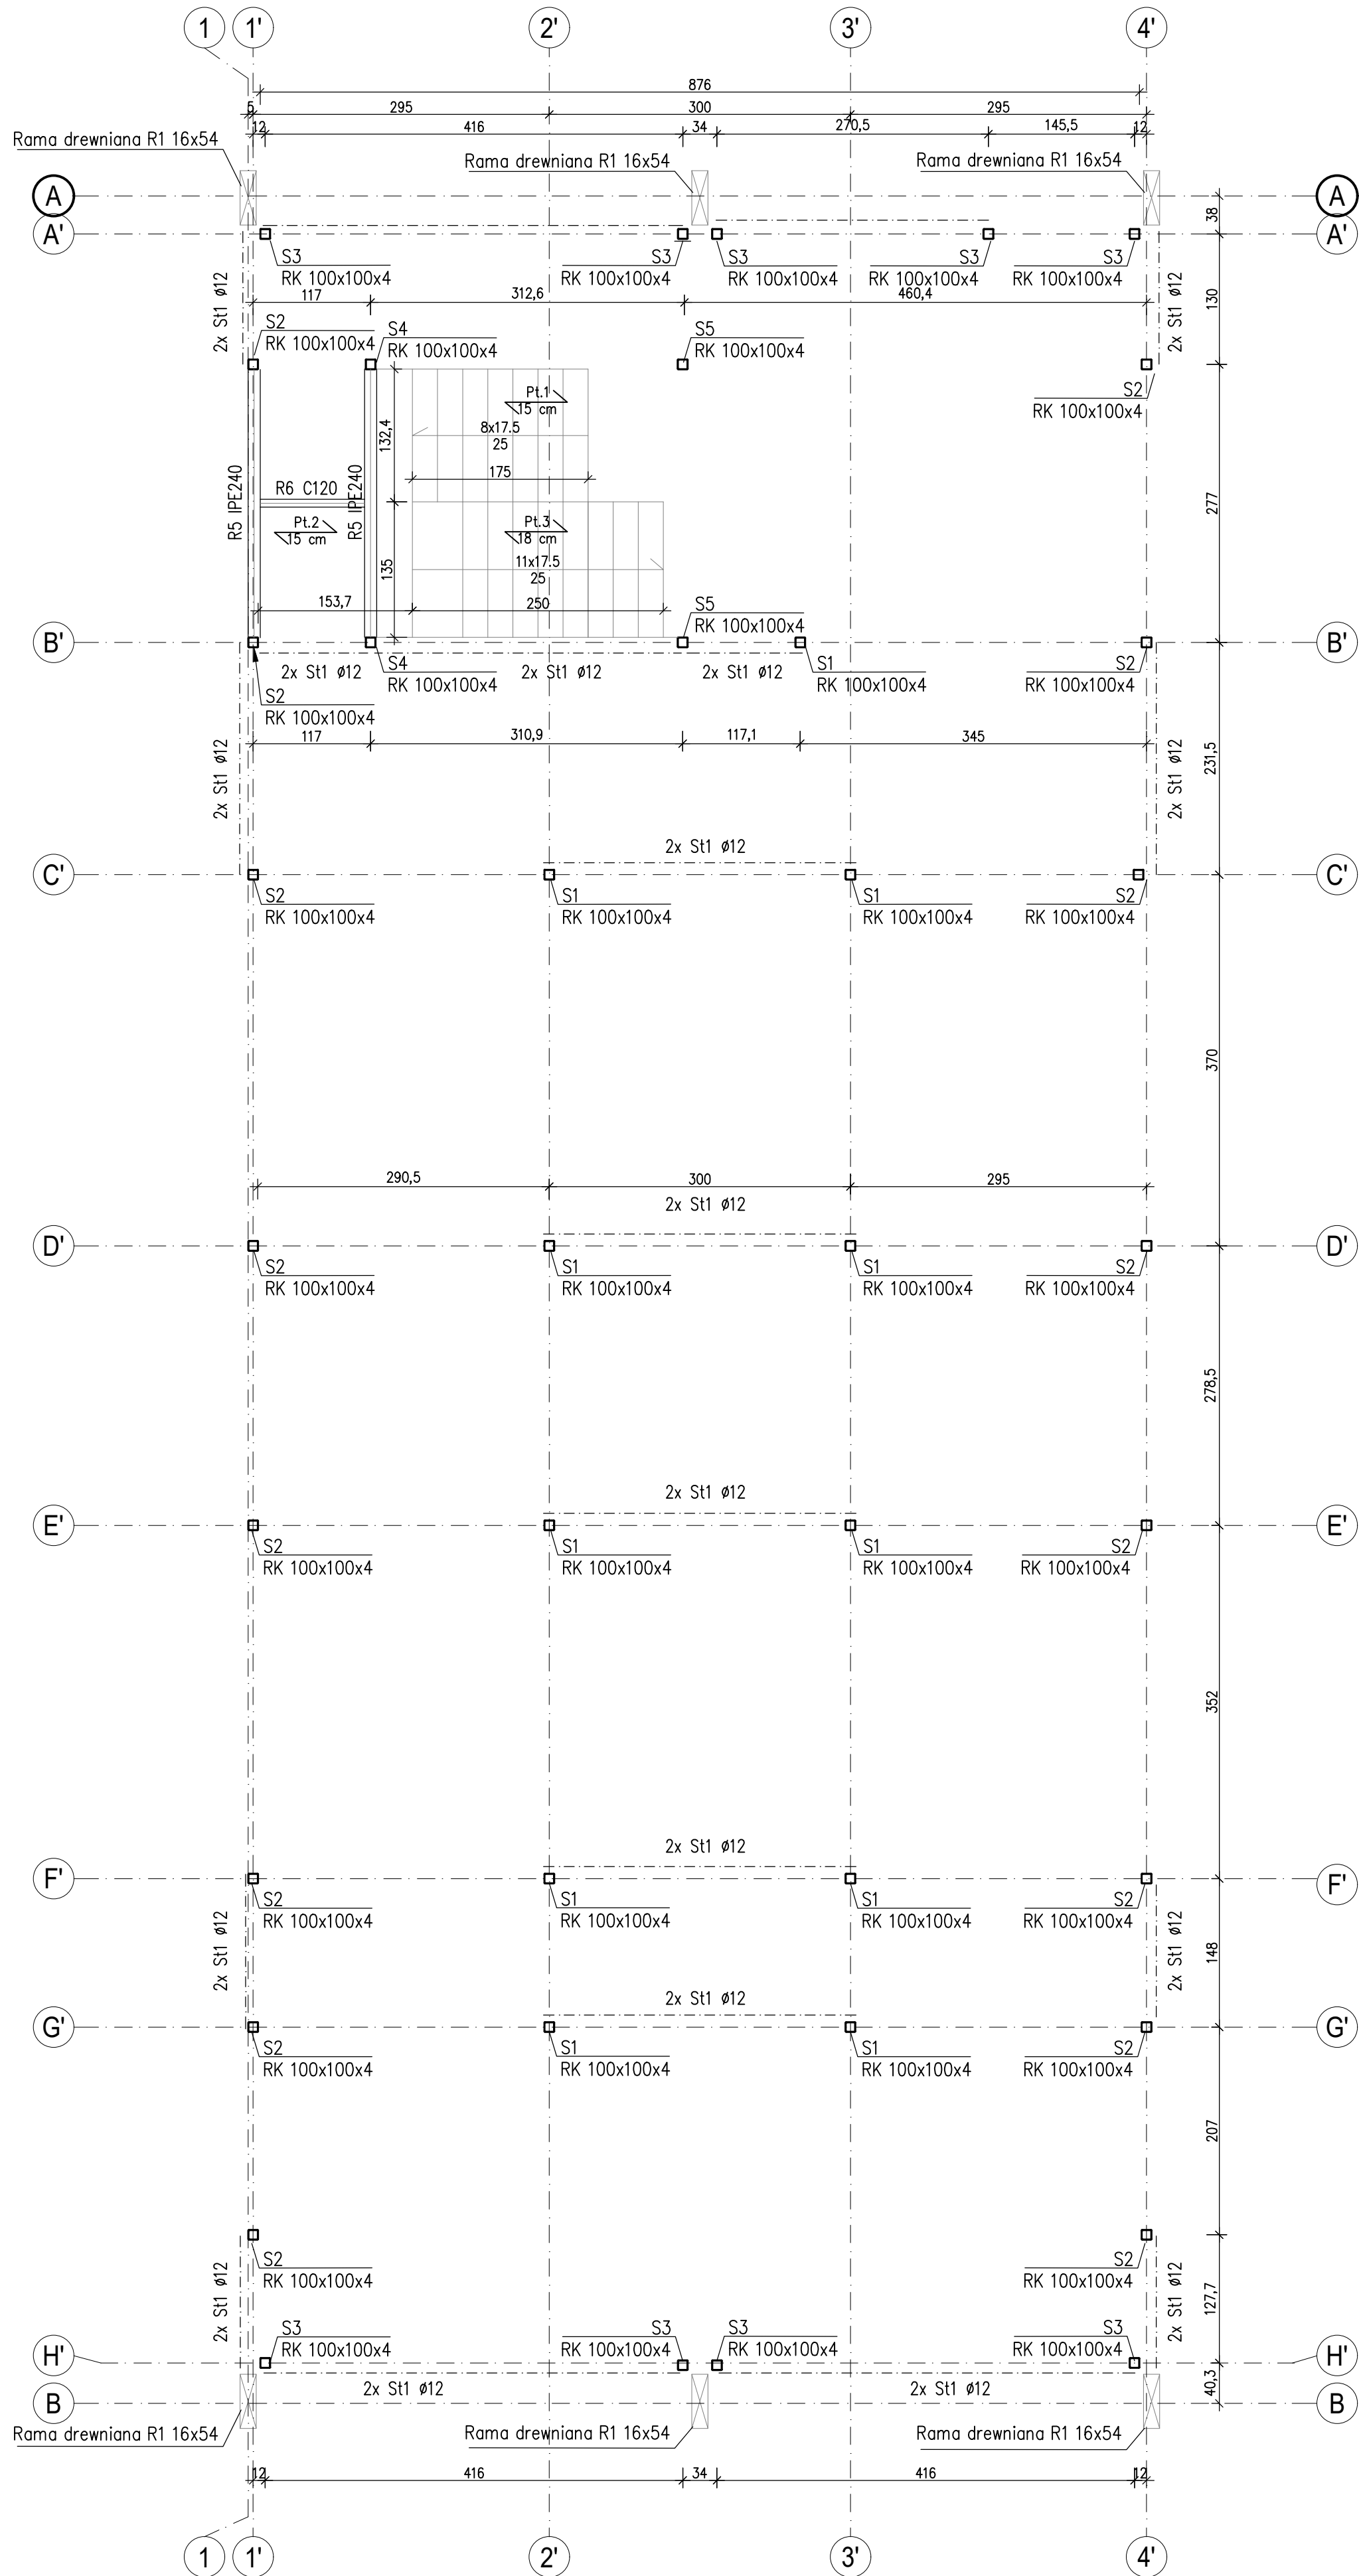 1 1' 2' 3' 4'
876
5 295 300 295
12 416 34 270,5 145,5 12
Rama drewniana R1 16x54
Rama drewniana R1 16x54
Rama drewniana R1 16x54
A A
38
A' A'
S3 S3 S3 S3 S3
RK 100x100x4 RK 100x100x4 RK 100x100x4 RK 100x100x4 RK 100x100x4
2x St1 ø12 2x St1 ø12
130
117 312,6 460,4
S2 S4 S5
RK 100x100x4 RK 100x100x4 RK 100x100x4
S2
RK 100x100x4
Pt.1
15 cm
8x17.5
25
132,4
175
277
R5 IPE240
R6 C120
R5 IPE240
Pt.2
15 cm
Pt.3
18 cm
11x17.5
25
135
153,7 250
S5
RK 100x100x4
B' B'
2x St1 ø12 2x St1 ø12 2x St1 ø12
S4 S1 S2
RK 100x100x4 RK 100x100x4 RK 100x100x4
S2
RK 100x100x4
117 310,9 117,1 345
2x St1 ø12 2x St1 ø12
231,5
2x St1 ø12
C' C'
S2 S1 S1 S2
RK 100x100x4 RK 100x100x4 RK 100x100x4 RK 100x100x4
370
290,5 300 295
2x St1 ø12
D' D'
S2 S1 S1 S2
RK 100x100x4 RK 100x100x4 RK 100x100x4 RK 100x100x4
278,5
2x St1 ø12
E' E'
S2 S1 S1 S2
RK 100x100x4 RK 100x100x4 RK 100x100x4 RK 100x100x4
352
2x St1 ø12
F' F'
S2 S1 S1 S2
RK 100x100x4 RK 100x100x4 RK 100x100x4 RK 100x100x4
2x St1 ø12 2x St1 ø12
148
2x St1 ø12
G' G'
S2 S1 S1 S2
RK 100x100x4 RK 100x100x4 RK 100x100x4 RK 100x100x4
207
S2 S2
RK 100x100x4 RK 100x100x4
2x St1 ø12 2x St1 ø12
127,7
S3 S3 S3 S3
RK 100x100x4 RK 100x100x4 RK 100x100x4 RK 100x100x4
H' H'
40,3
2x St1 ø12 2x St1 ø12
B B
Rama drewniana R1 16x54
Rama drewniana R1 16x54
Rama drewniana R1 16x54
12 416 34 416 12
1 1' 2' 3' 4'